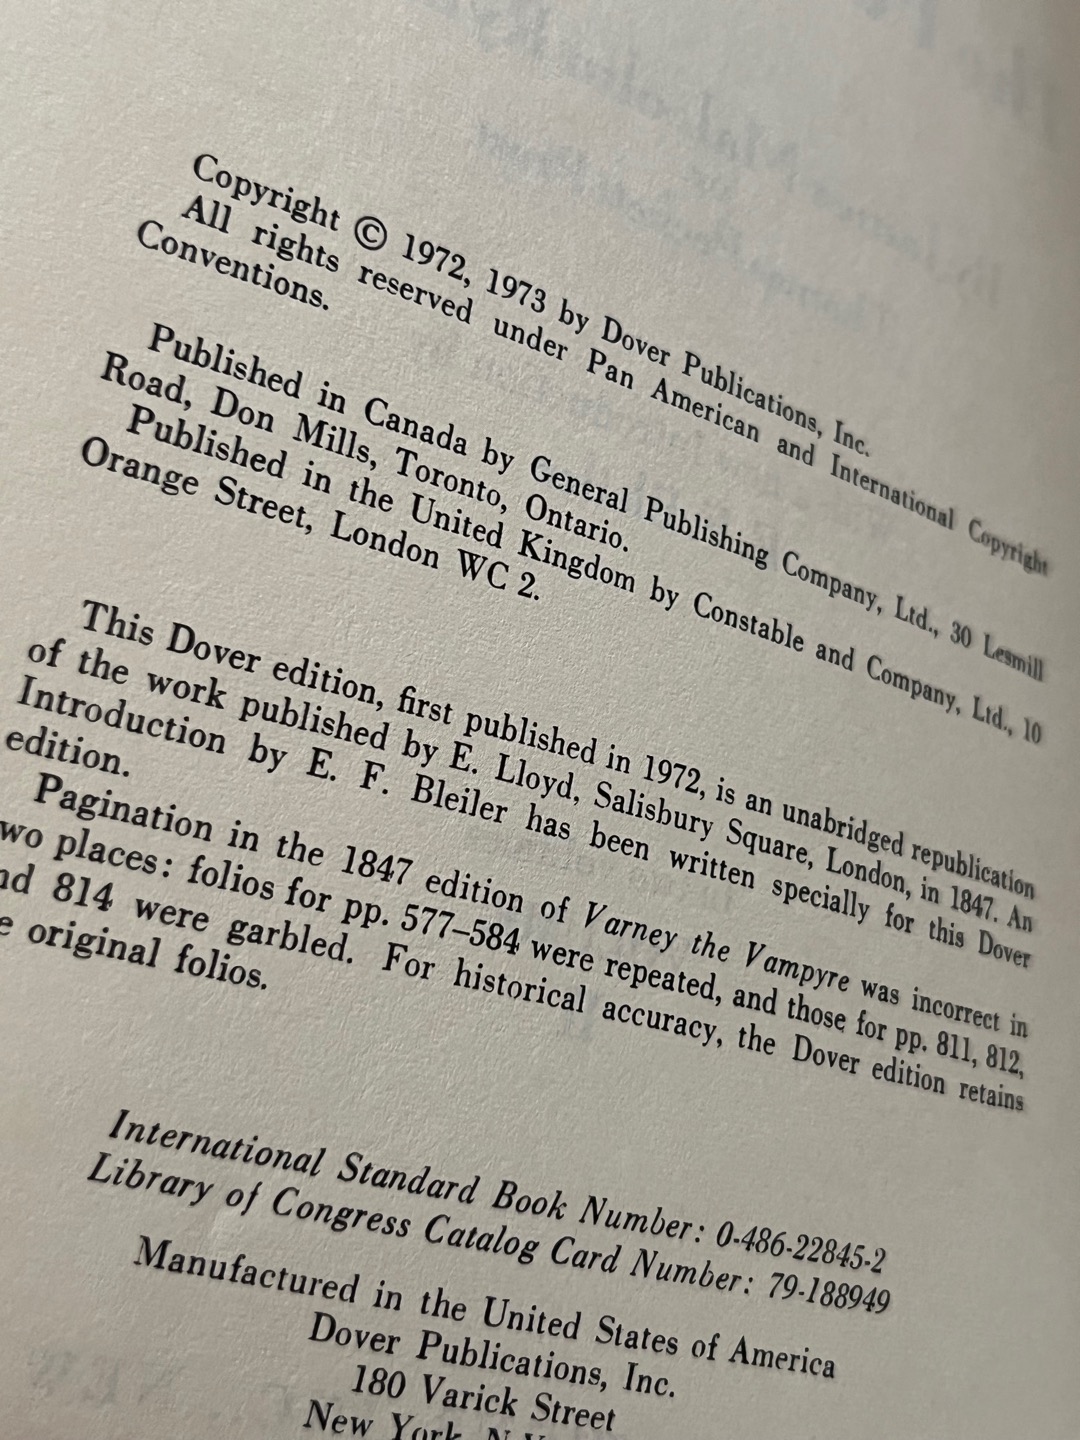 Copyright © 1972, 1973 by Dover Publications, Inc.
All rights reserved under Pan American and International Copyright
Conventions.
Published in Canada by General Publishing Company, Ltd., 30 Lesmill
Road, Don Mills, Toronto, Ontario.
Published in the United Kingdom by Constable and Company, Ltd., 10
Orange Street, London WC 2.
This Dover edition, first published in 1972, is an unabridged republication
of the work published by E. Lloyd, Salisbury Square, London, in 1847. An
Introduction by E. F. Bleiler has been written specially for this Dover
edition.
Pagination in the 1847 edition of Varney the Vampyre was incorrect in
wo places: folios for pp. 577–584 were repeated, and those for pp. 811, 812,
nd 814 were garbled. For historical accuracy, the Dover edition retains
e original folios.
International Standard Book Number: 0-486-22845-2
Library of Congress Catalog Card Number: 79-188949
Manufactured in the United States of America
Dover Publications, Inc.
180 Varick Street
New York, N.Y.